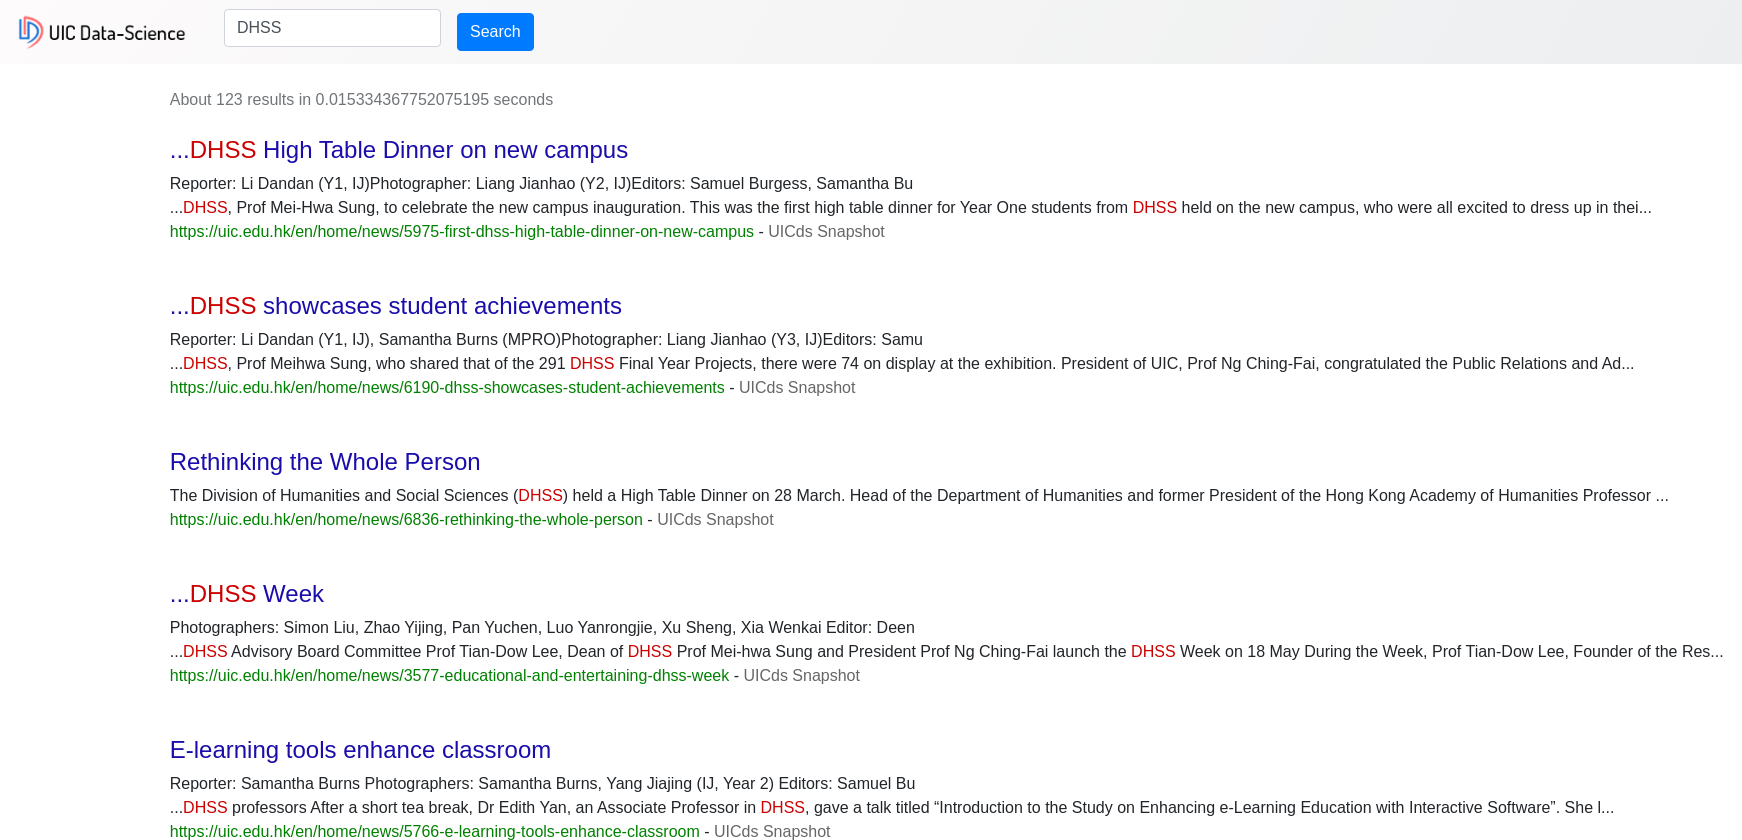 UIC Data-Science
DHSS
Search
About 123 results in 0.015334367752075195 seconds
...DHSS High Table Dinner on new campus
Reporter: Li Dandan (Y1, IJ)Photographer: Liang Jianhao (Y2, IJ)Editors: Samuel Burgess, Samantha Bu
...DHSS, Prof Mei-Hwa Sung, to celebrate the new campus inauguration. This was the first high table dinner for Year One students from DHSS held on the new campus, who were all excited to dress up in thei...
https://uic.edu.hk/en/home/news/5975-first-dhss-high-table-dinner-on-new-campus - UICds Snapshot
...DHSS showcases student achievements
Reporter: Li Dandan (Y1, IJ), Samantha Burns (MPRO)Photographer: Liang Jianhao (Y3, IJ)Editors: Samu
...DHSS, Prof Meihwa Sung, who shared that of the 291 DHSS Final Year Projects, there were 74 on display at the exhibition. President of UIC, Prof Ng Ching-Fai, congratulated the Public Relations and Ad...
https://uic.edu.hk/en/home/news/6190-dhss-showcases-student-achievements - UICds Snapshot
Rethinking the Whole Person
The Division of Humanities and Social Sciences (DHSS) held a High Table Dinner on 28 March. Head of the Department of Humanities and former President of the Hong Kong Academy of Humanities Professor ...
https://uic.edu.hk/en/home/news/6836-rethinking-the-whole-person - UICds Snapshot
...DHSS Week
Photographers: Simon Liu, Zhao Yijing, Pan Yuchen, Luo Yanrongjie, Xu Sheng, Xia Wenkai Editor: Deen
...DHSS Advisory Board Committee Prof Tian-Dow Lee, Dean of DHSS Prof Mei-hwa Sung and President Prof Ng Ching-Fai launch the DHSS Week on 18 May During the Week, Prof Tian-Dow Lee, Founder of the Res...
https://uic.edu.hk/en/home/news/3577-educational-and-entertaining-dhss-week - UICds Snapshot
E-learning tools enhance classroom
Reporter: Samantha Burns Photographers: Samantha Burns, Yang Jiajing (IJ, Year 2) Editors: Samuel Bu
...DHSS professors After a short tea break, Dr Edith Yan, an Associate Professor in DHSS, gave a talk titled “Introduction to the Study on Enhancing e-Learning Education with Interactive Software”. She l...
https://uic.edu.hk/en/home/news/5766-e-learning-tools-enhance-classroom - UICds Snapshot